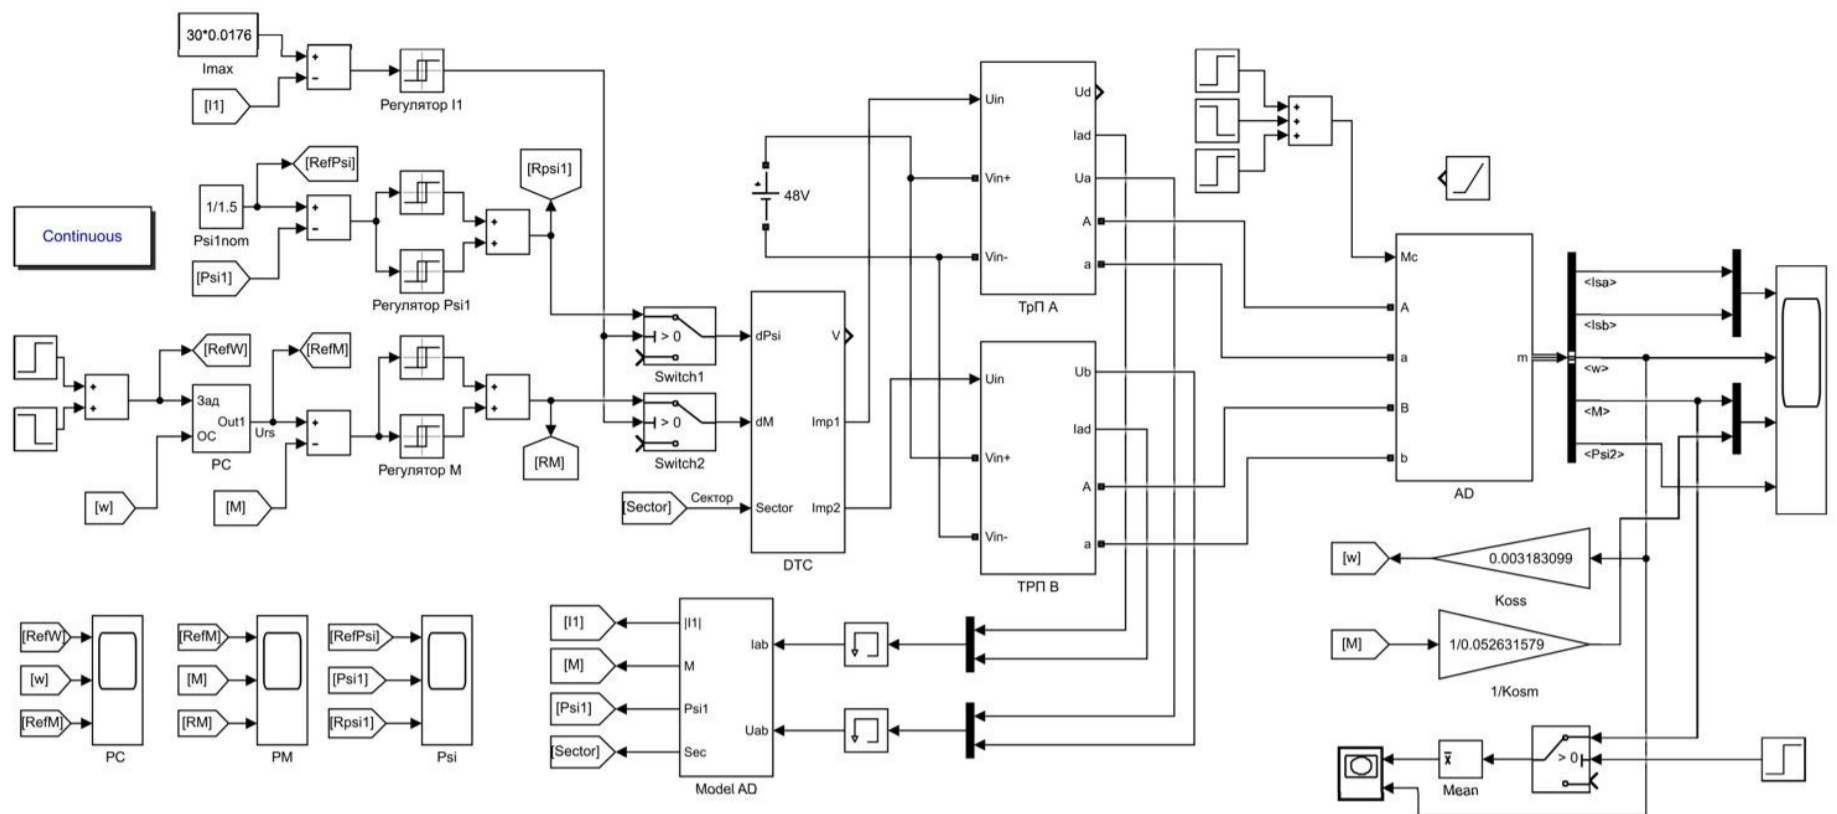 30*0.0176
Imax
[I1]
Регулятор I1
[RefPsi]
1/1.5
Psi1nom
[Psi1]
Регулятор Psi1
[Rpsi1]
Continuous
[RefW]
[RefM]
Зад
ОС
Out1
Urs
РС
[w]
[M]
Регулятор М
[RM]
> 0
Switch1
> 0
Switch2
[Sector]
Сектор
dPsi
dM
Sector
V
Imp1
Imp2
DTC
48V
Uin
Vin+
Vin-
Ud
Iad
Ua
A
a
ТрП А
Uin
Vin+
Vin-
Ub
Iad
A
a
ТРП В
Mc
A
a
B
b
m
AD
<Isa>
<Isb>
<w>
<M>
<Psi2>
[w]
0.003183099
Koss
[M]
1/0.052631579
1/Kosm
[RefW]
[w]
[RefM]
РС
[RefM]
[M]
[RM]
РМ
[RefPsi]
[Psi1]
[Rpsi1]
Psi
[I1]
[M]
[Psi1]
[Sector]
|I1|
M
Psi1
Sec
Iab
Uab
Model AD
x̄
Mean
> 0